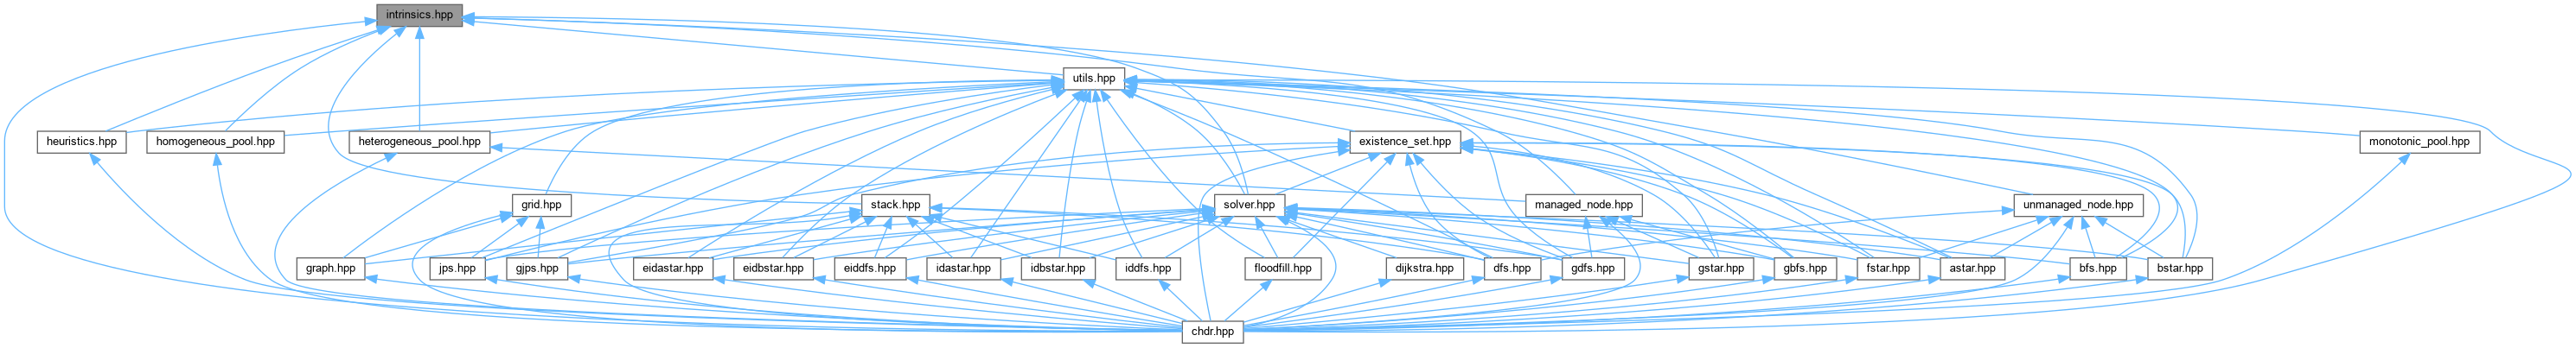 intrinsics.hpp
utils.hpp
heuristics.hpp
homogeneous_pool.hpp
heterogeneous_pool.hpp
existence_set.hpp
monotonic_pool.hpp
grid.hpp
stack.hpp
solver.hpp
managed_node.hpp
unmanaged_node.hpp
graph.hpp
jps.hpp
gjps.hpp
eidastar.hpp
eidbstar.hpp
eiddfs.hpp
idastar.hpp
idbstar.hpp
iddfs.hpp
floodfill.hpp
dijkstra.hpp
dfs.hpp
gdfs.hpp
gstar.hpp
gbfs.hpp
fstar.hpp
astar.hpp
bfs.hpp
bstar.hpp
chdr.hpp